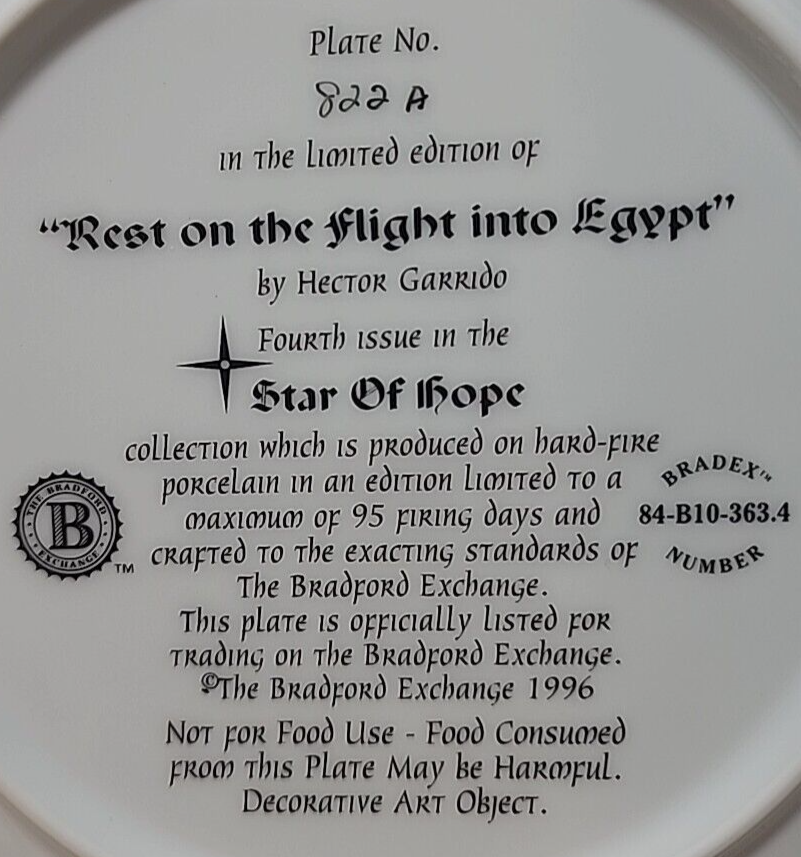 Plate No.
822 A
in the limited edition of
"Rest on the Flight into Egypt"
by Hector Garrido
Fourth issue in the
Star Of Hope
collection which is produced on hard-fire
porcelain in an edition limited to a
maximum of 95 firing days and
crafted to the exacting standards of
The Bradford Exchange.
This plate is officially listed for
trading on the Bradford Exchange.
©The Bradford Exchange 1996
Not for Food Use - Food Consumed
from this Plate May be Harmful.
Decorative Art Object.
THE BRADFORD
B
EXCHANGE
TM
BRADEX™
84-B10-363.4
NUMBER